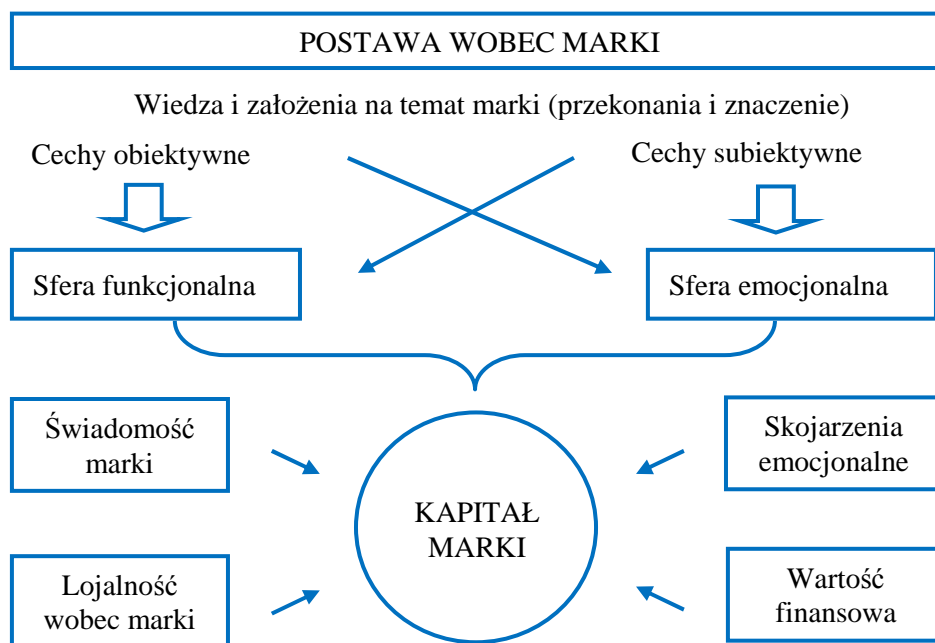 POSTAWA WOBEC MARKI
Wiedza i założenia na temat marki (przekonania i znaczenie)
Cechy obiektywne
Cechy subiektywne
Sfera funkcjonalna
Sfera emocjonalna
Świadomość
marki
Skojarzenia
emocjonalne
KAPITAŁ
MARKI
Lojalność
wobec marki
Wartość
finansowa